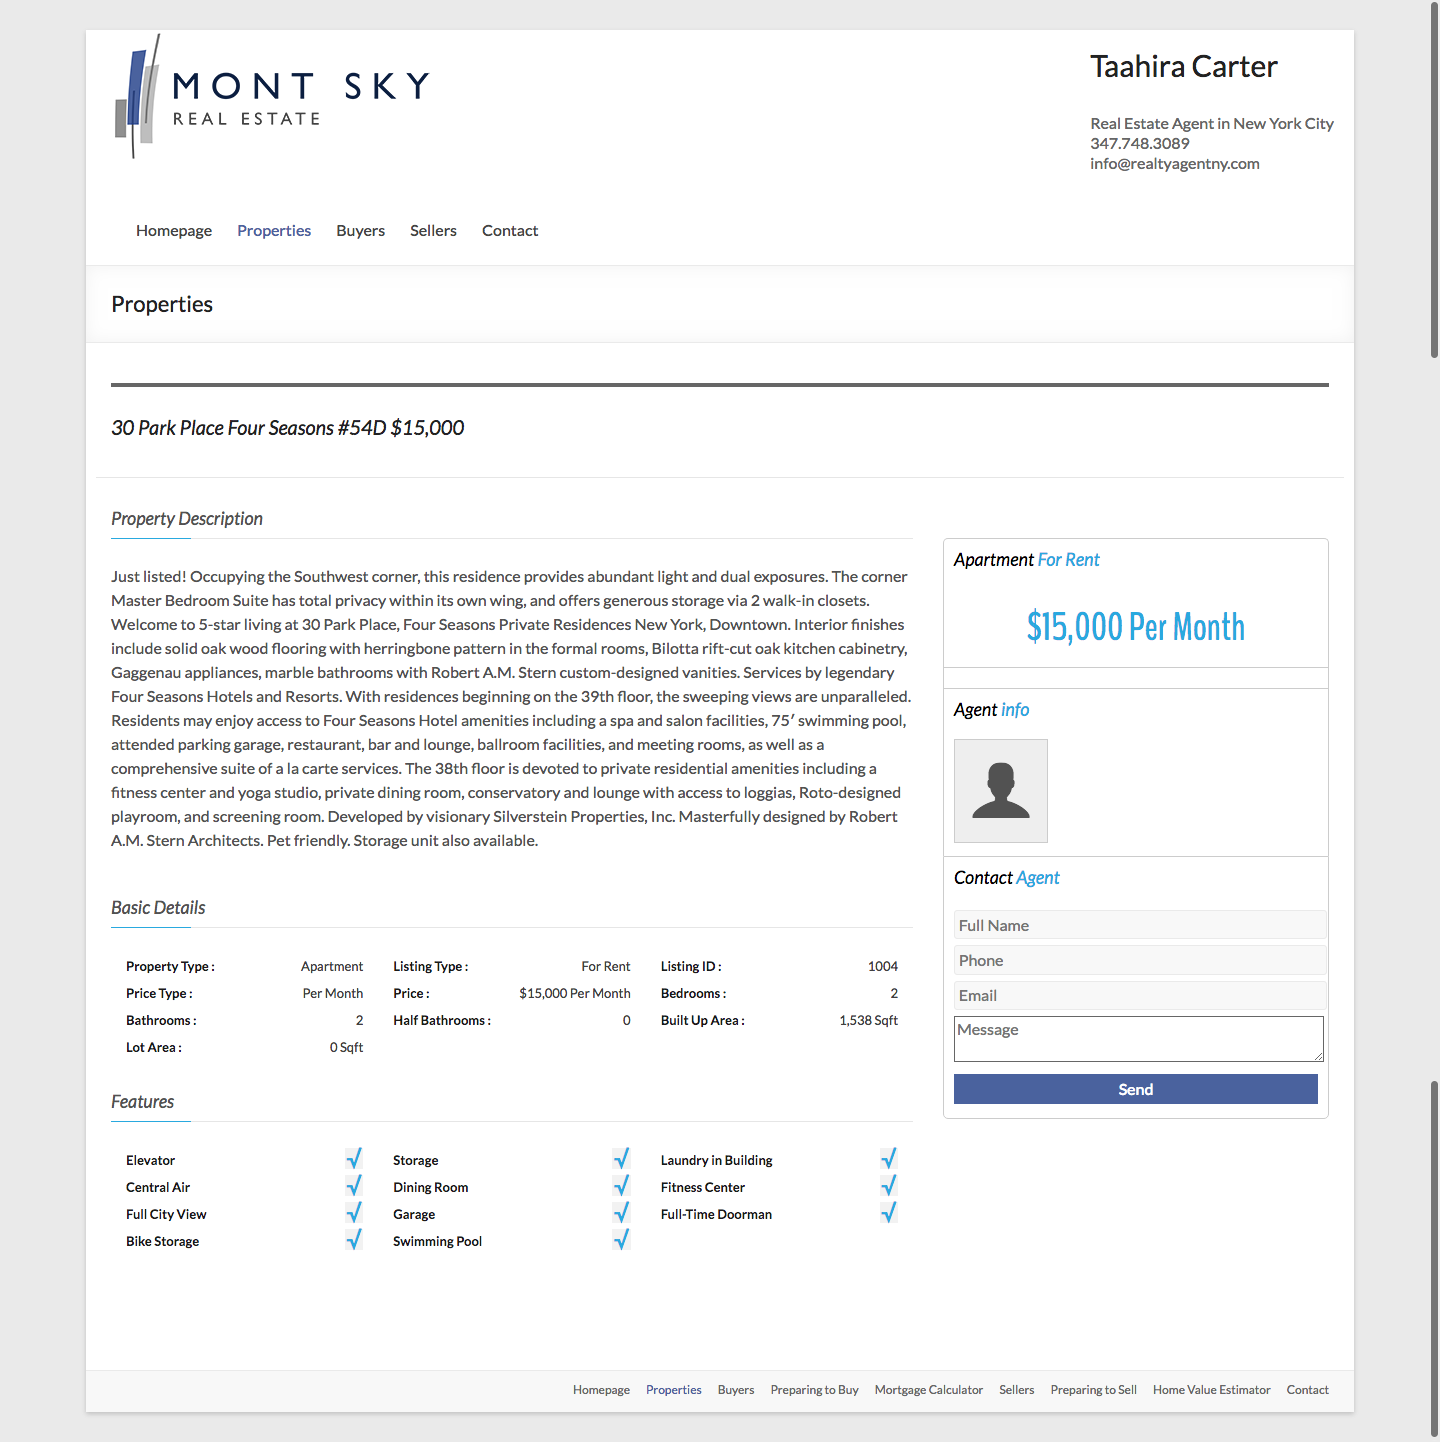 MONT SKY
REAL ESTATE
Taahira Carter
Real Estate Agent in New York City
347.748.3089
info@realtyagentny.com
Homepage Properties Buyers Sellers Contact
Properties
30 Park Place Four Seasons #54D $15,000
Property Description
Just listed! Occupying the Southwest corner, this residence provides abundant light and dual exposures. The corner
Master Bedroom Suite has total privacy within its own wing, and offers generous storage via 2 walk-in closets.
Welcome to 5-star living at 30 Park Place, Four Seasons Private Residences New York, Downtown. Interior finishes
include solid oak wood flooring with herringbone pattern in the formal rooms, Bilotta rift-cut oak kitchen cabinetry,
Gaggenau appliances, marble bathrooms with Robert A.M. Stern custom-designed vanities. Services by legendary
Four Seasons Hotels and Resorts. With residences beginning on the 39th floor, the sweeping views are unparalleled.
Residents may enjoy access to Four Seasons Hotel amenities including a spa and salon facilities, 75′ swimming pool,
attended parking garage, restaurant, bar and lounge, ballroom facilities, and meeting rooms, as well as a
comprehensive suite of a la carte services. The 38th floor is devoted to private residential amenities including a
fitness center and yoga studio, private dining room, conservatory and lounge with access to loggias, Roto-designed
playroom, and screening room. Developed by visionary Silverstein Properties, Inc. Masterfully designed by Robert
A.M. Stern Architects. Pet friendly. Storage unit also available.
Basic Details
Property Type : Apartment Listing Type : For Rent Listing ID : 1004
Price Type : Per Month Price : $15,000 Per Month Bedrooms : 2
Bathrooms : 2 Half Bathrooms : 0 Built Up Area : 1,538 Sqft
Lot Area : 0 Sqft
Features
Elevator √ Storage √ Laundry in Building √
Central Air √ Dining Room √ Fitness Center √
Full City View √ Garage √ Full-Time Doorman √
Bike Storage √ Swimming Pool √
Apartment For Rent
$15,000 Per Month
Agent info
Contact Agent
Full Name
Phone
Email
Message
Send
Homepage Properties Buyers Preparing to Buy Mortgage Calculator Sellers Preparing to Sell Home Value Estimator Contact